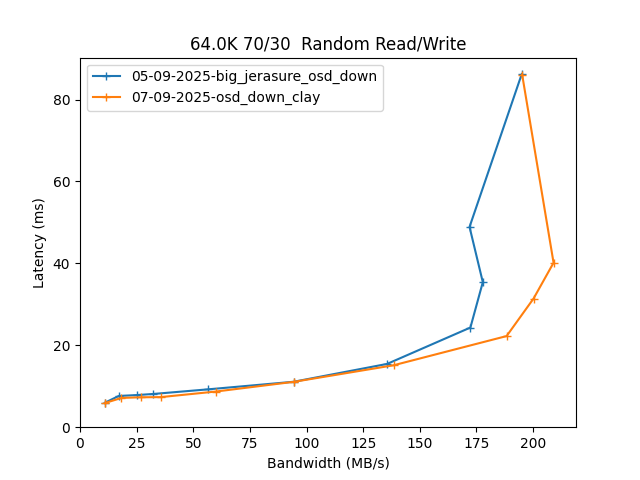 64.0K 70/30  Random Read/Write
05-09-2025-big_jerasure_osd_down
07-09-2025-osd_down_clay
Latency (ms)
80
60
40
20
0
0 25 50 75 100 125 150 175 200
Bandwidth (MB/s)